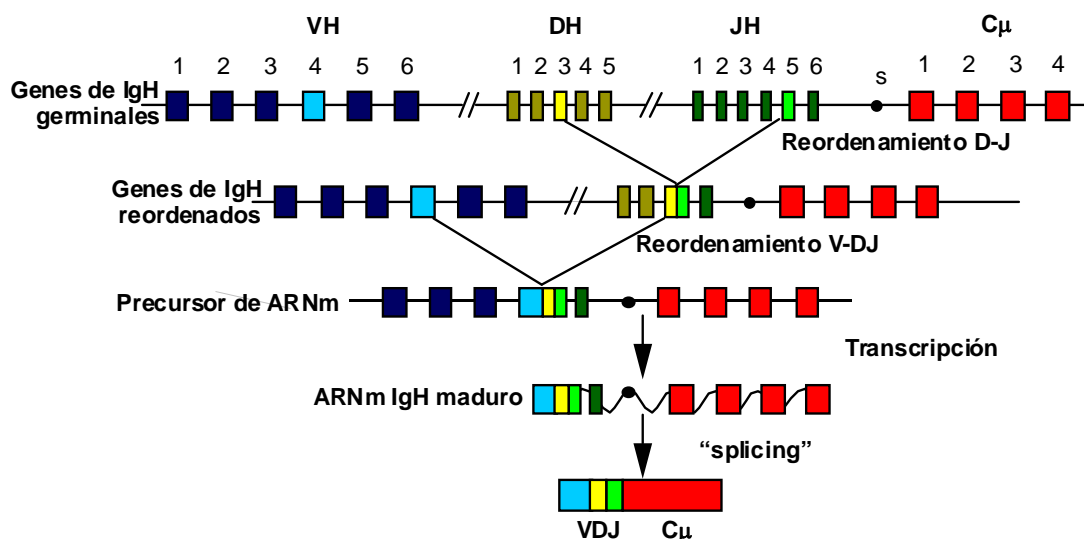 VH DH JH Cμ
1 2 3 4 5 6 1 2 3 4 5 1 2 3 4 5 6 s 1 2 3 4
Genes de IgH
germinales
Reordenamiento D-J
Genes de IgH
reordenados
Reordenamiento V-DJ
Precursor de ARNm
Transcripción
ARNm IgH maduro
“splicing”
VDJ Cμ